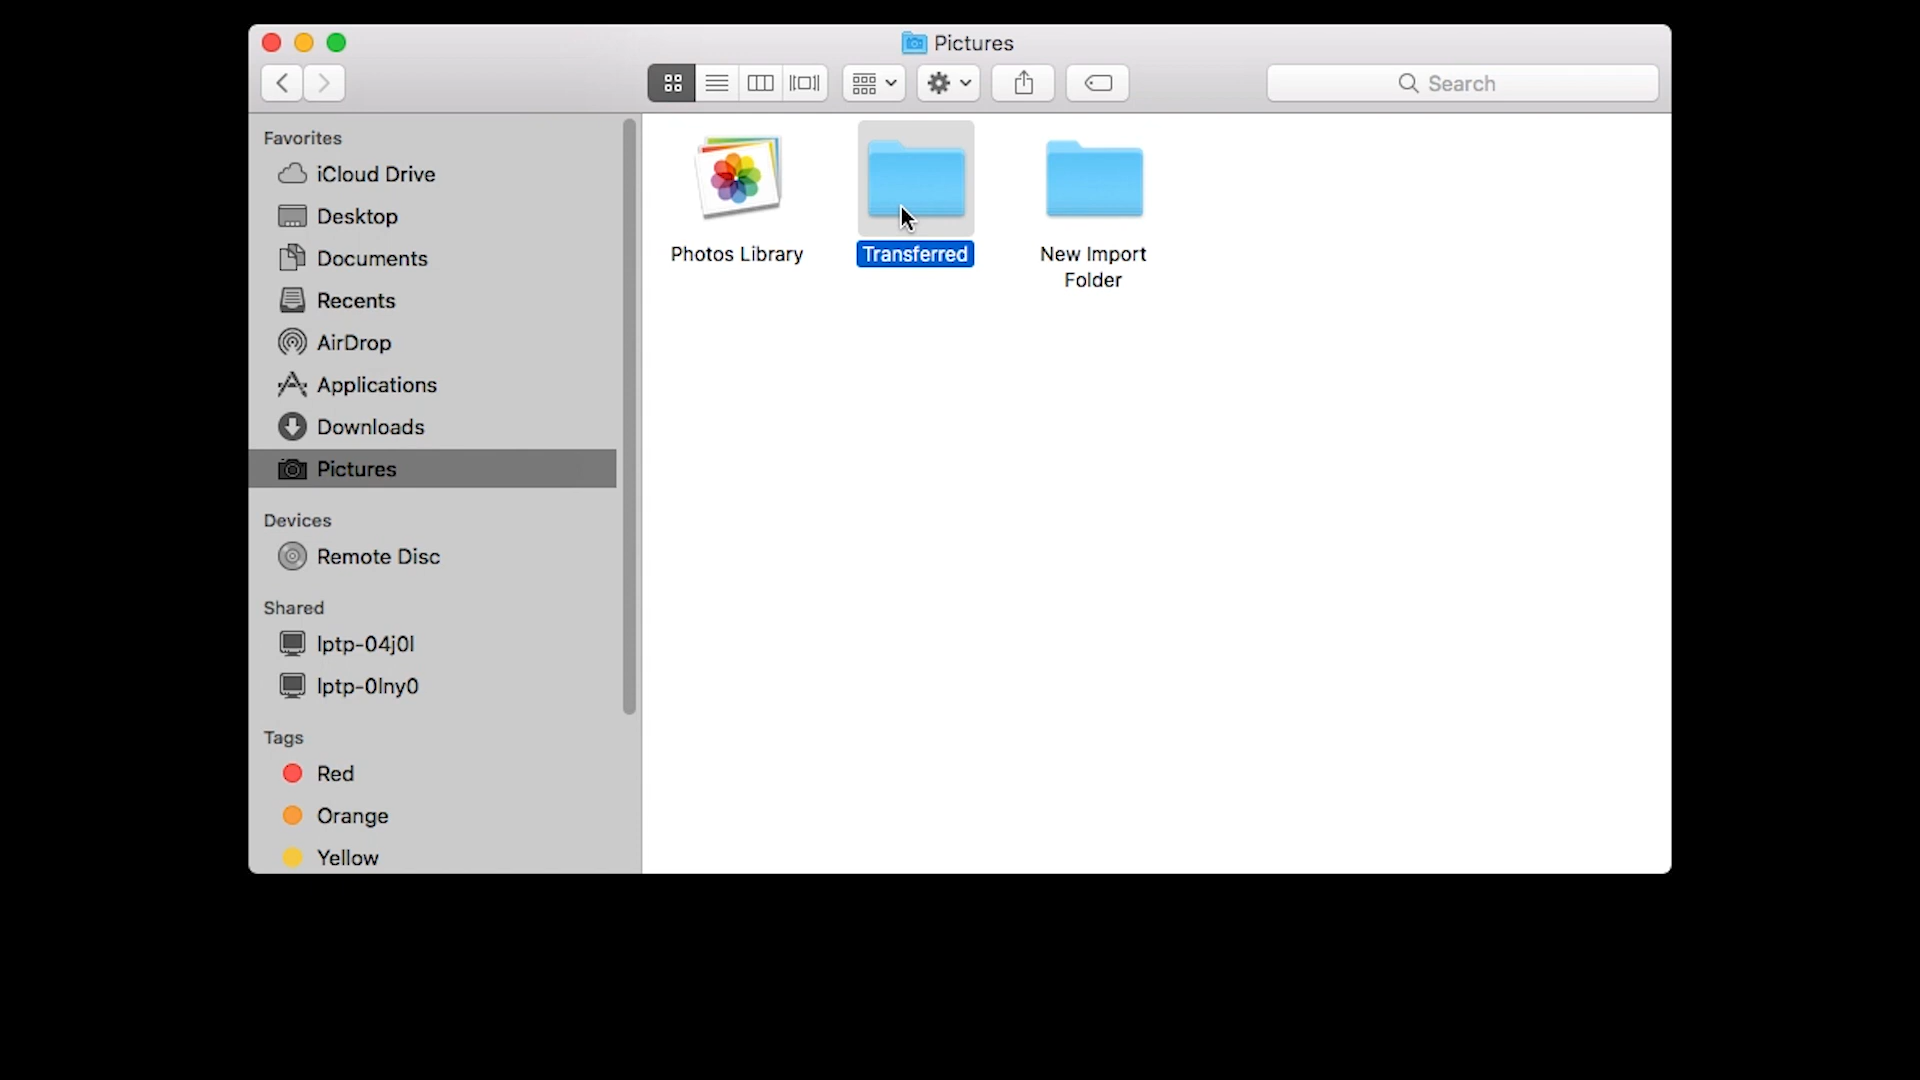 Pictures
Search
Favorites
iCloud Drive
Desktop
Documents
Recents
AirDrop
Applications
Downloads
Pictures
Devices
Remote Disc
Shared
lptp-04j0l
lptp-0lny0
Tags
Red
Orange
Yellow
Photos Library
Transferred
New Import
Folder